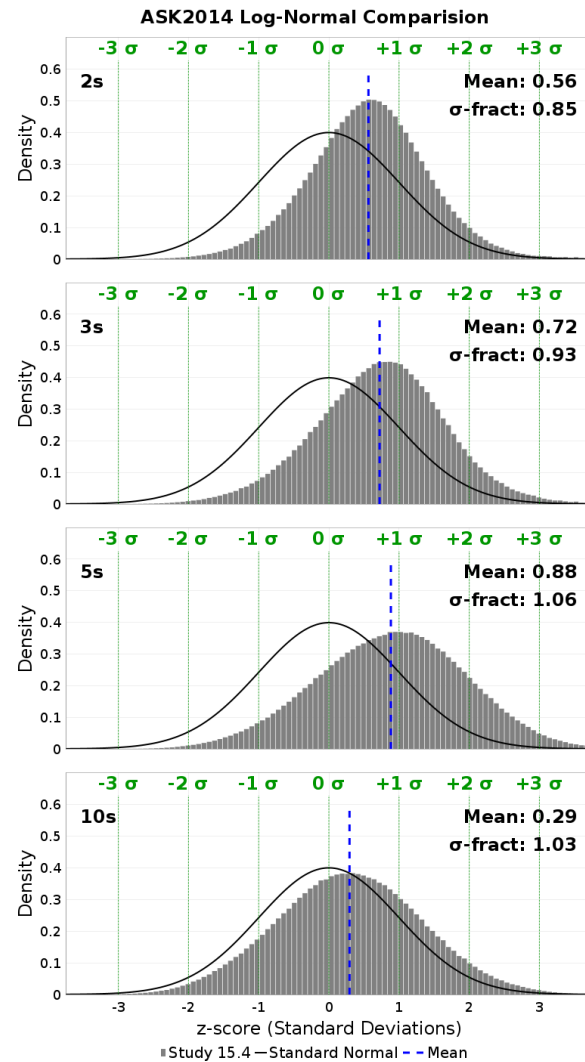 ASK2014 Log-Normal Comparision
-3 σ -2 σ -1 σ 0 σ +1 σ +2 σ +3 σ
0.6
0.5
0.4
0.3
0.2
0.1
0
Density
2s
Mean: 0.56
σ-fract: 0.85
-3 σ -2 σ -1 σ 0 σ +1 σ +2 σ +3 σ
0.6
0.5
0.4
0.3
0.2
0.1
0
Density
3s
Mean: 0.72
σ-fract: 0.93
-3 σ -2 σ -1 σ 0 σ +1 σ +2 σ +3 σ
0.6
0.5
0.4
0.3
0.2
0.1
0
Density
5s
Mean: 0.88
σ-fract: 1.06
-3 σ -2 σ -1 σ 0 σ +1 σ +2 σ +3 σ
0.6
0.5
0.4
0.3
0.2
0.1
0
Density
10s
Mean: 0.29
σ-fract: 1.03
-3 -2 -1 0 1 2 3
z-score (Standard Deviations)
Study 15.4 Standard Normal Mean